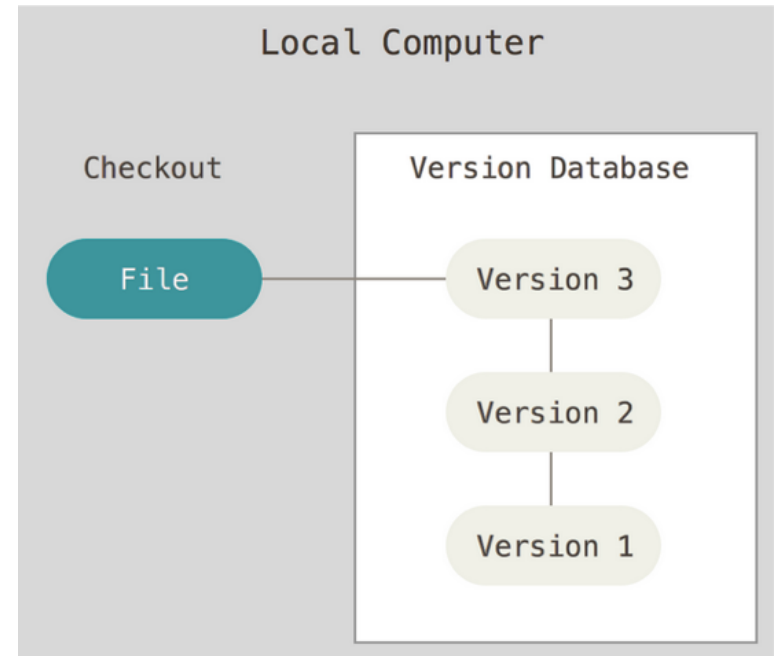 Local Computer
Checkout
Version Database
File
Version 3
Version 2
Version 1